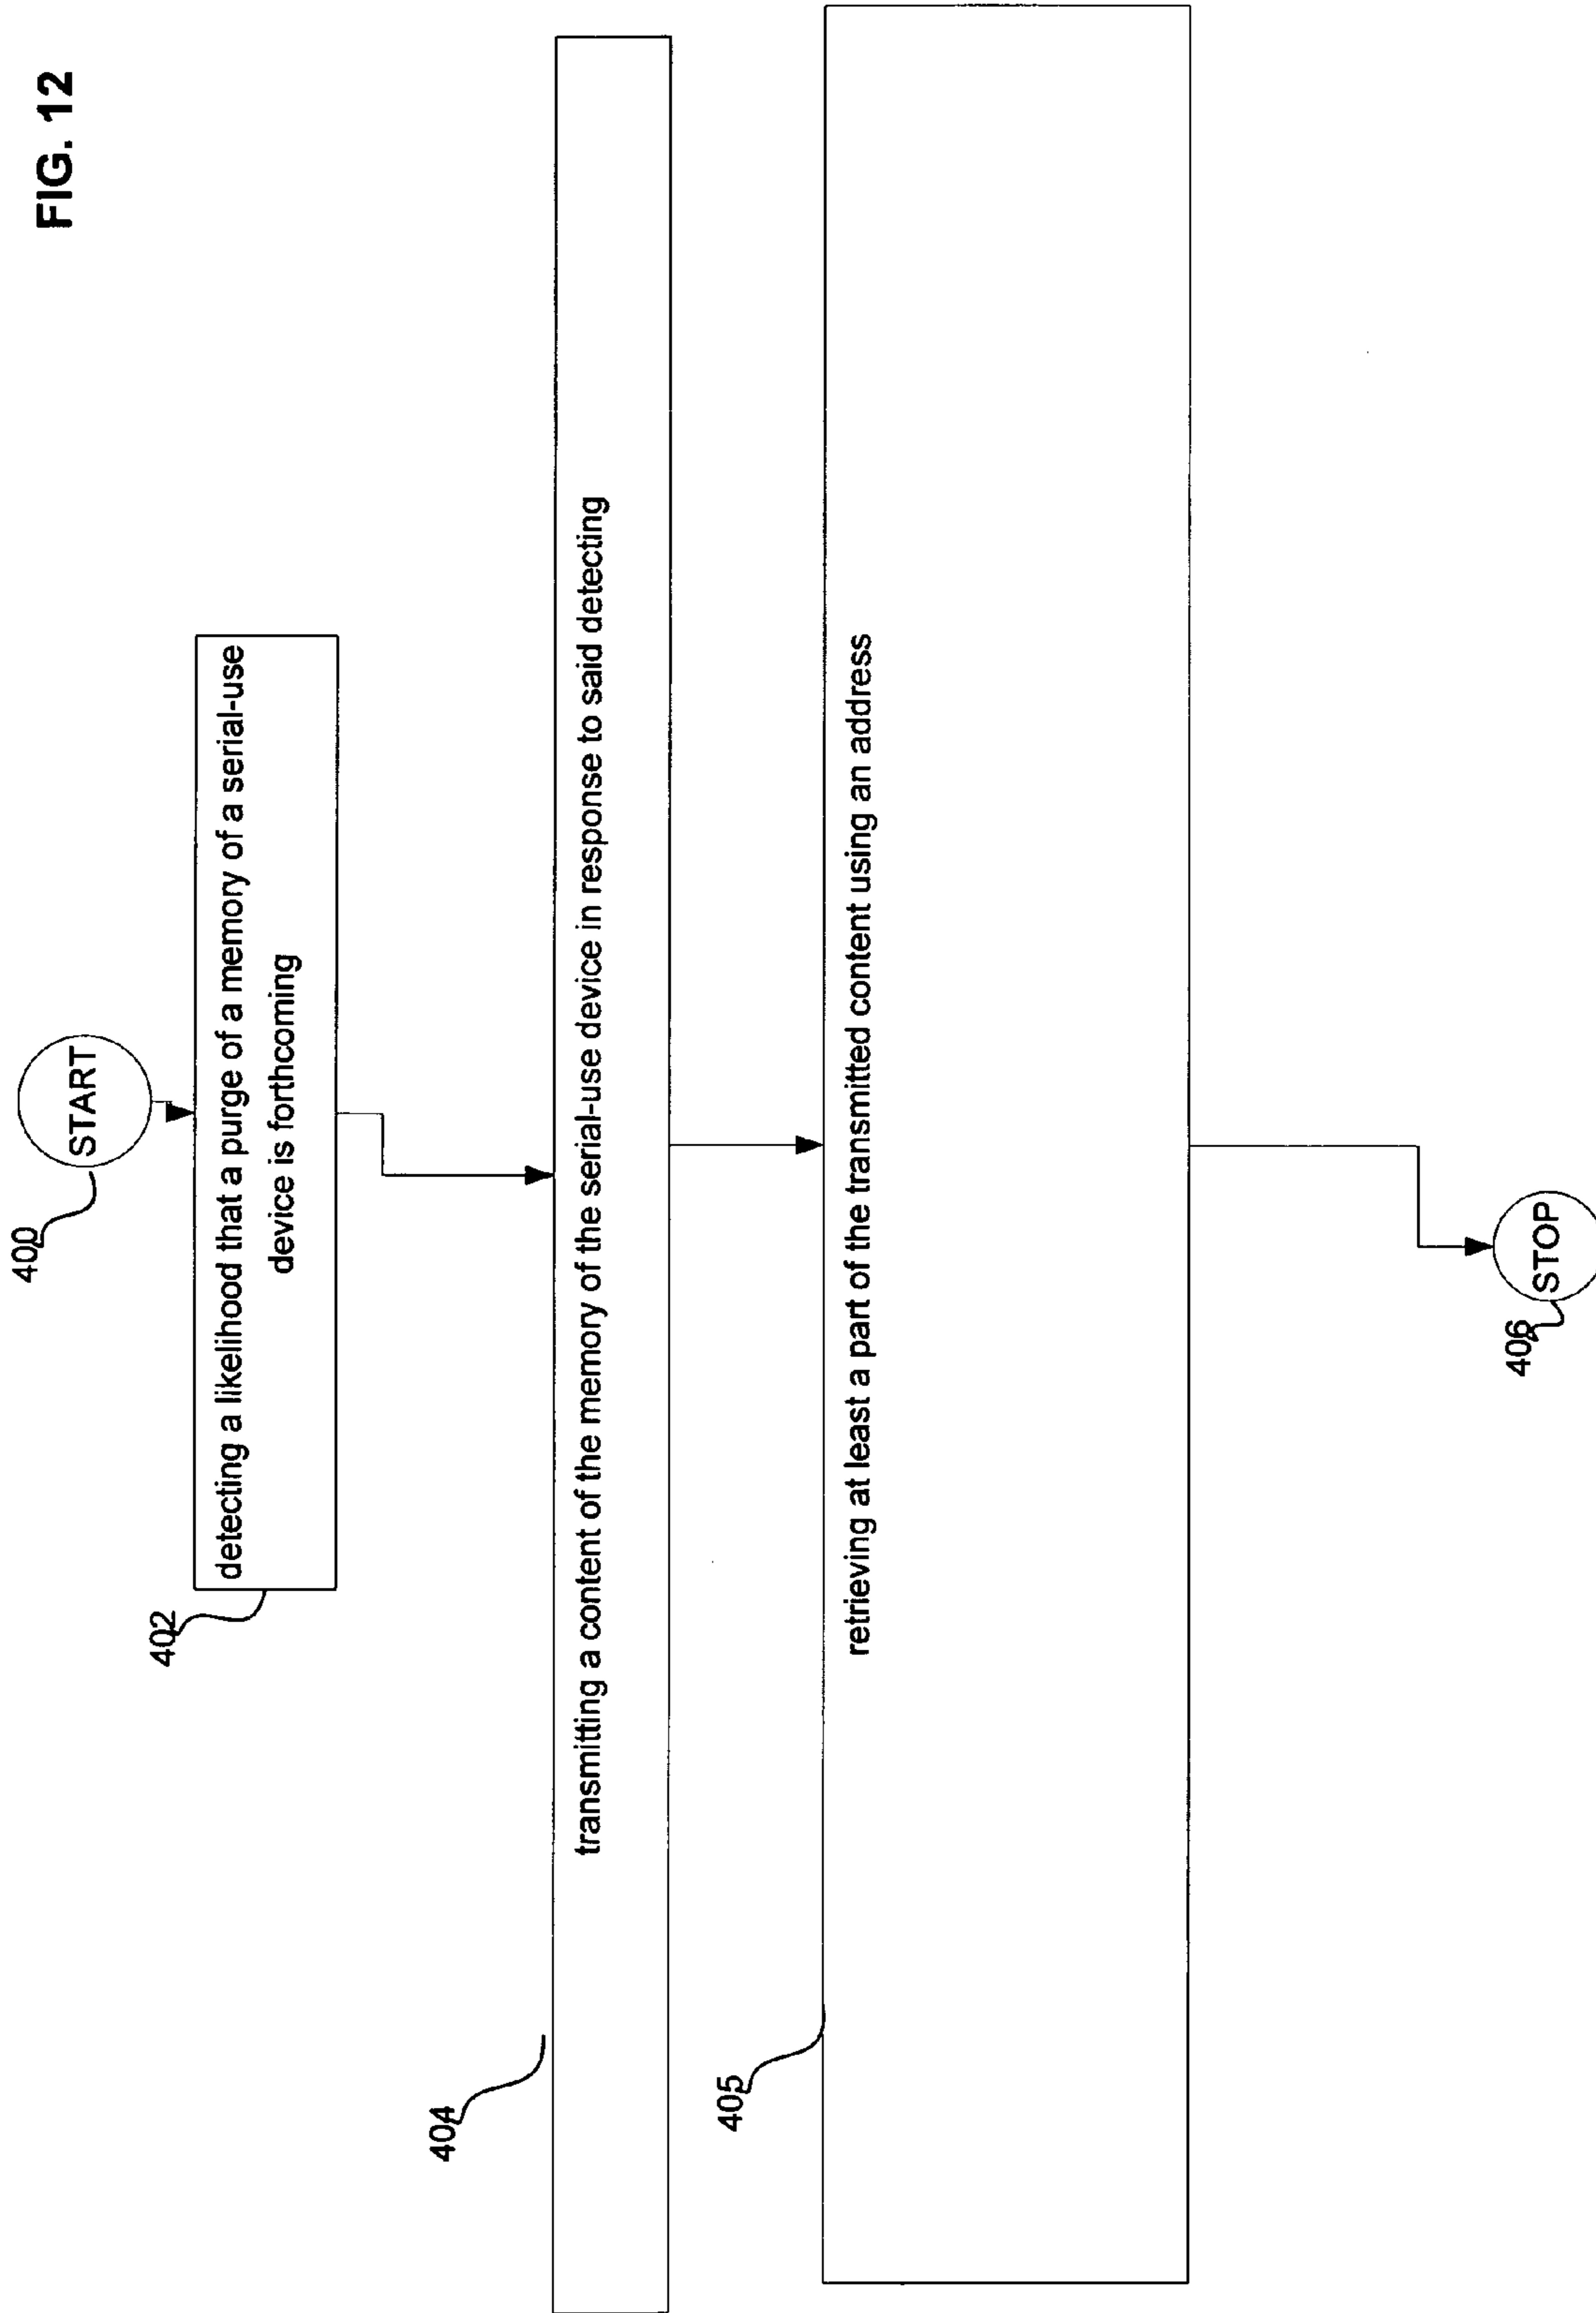 FIG. 12
400
START
402
detecting a likelihood that a purge of a memory of a serial-use
device is forthcoming
404
transmitting a content of the memory of the serial-use device in response to said detecting
405
retrieving at least a part of the transmitted content using an address
406
STOP